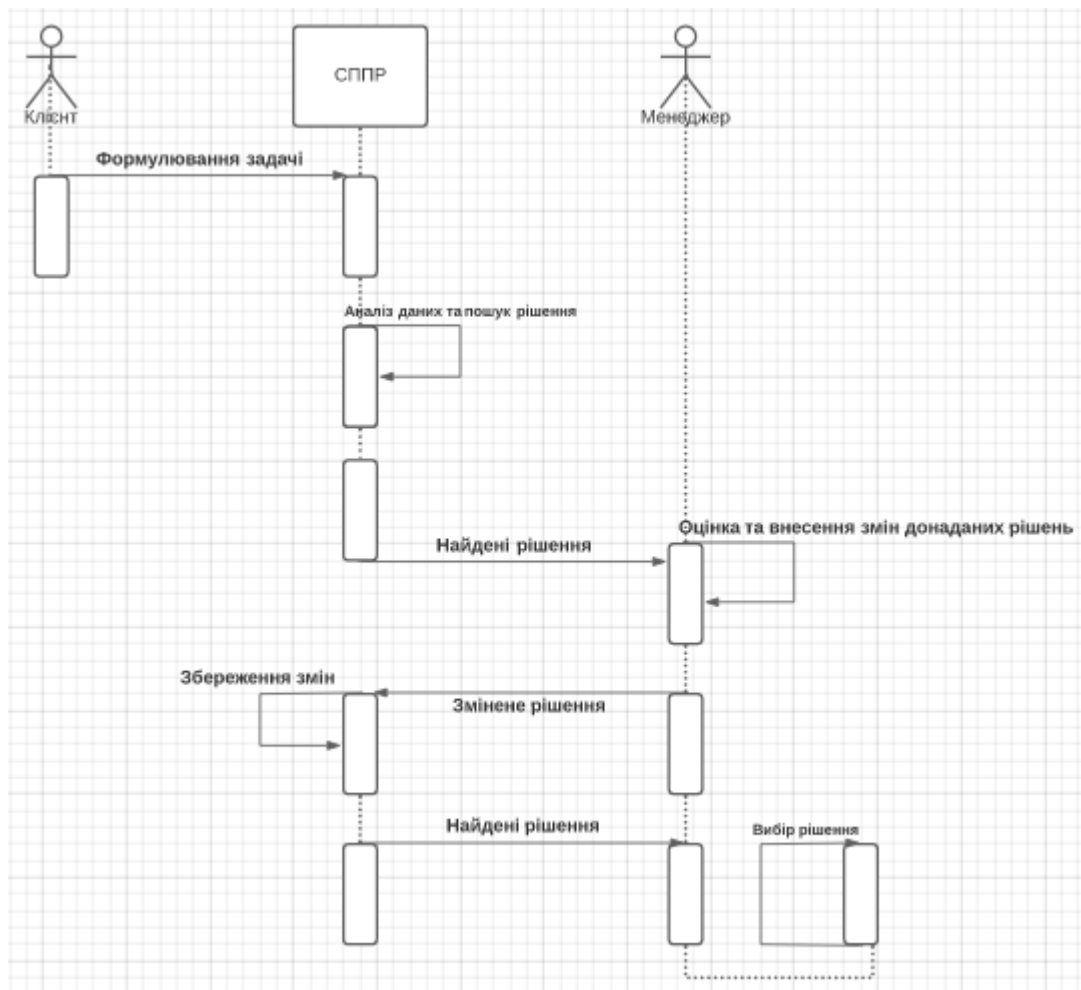 СППР
Клієнт
Менеджер
Формулювання задачі
Аналіз даних та пошук рішення
Оцінка та внесення змін донаданих рішень
Найдені рішення
Збереження змін
Змінене рішення
Найдені рішення
Вибір рішення